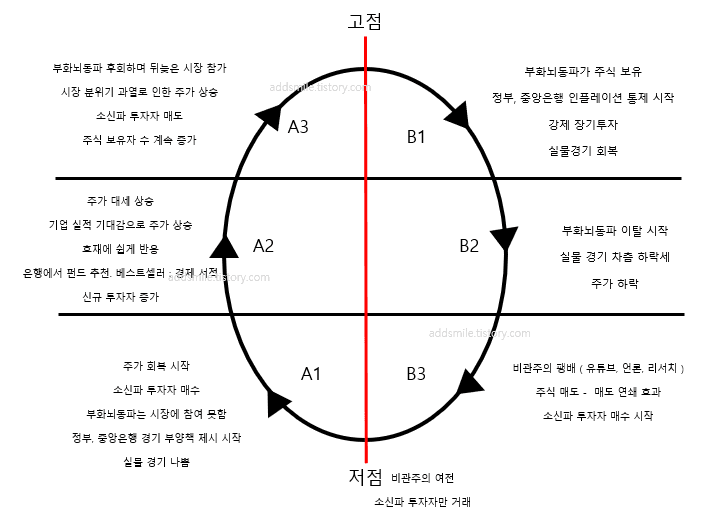 고점
부화뇌동파 후회하며 뒤늦은 시장 참가
시장 분위기 과열로 인한 주가 상승
소신파 투자자 매도
주식 보유자 수 계속 증가
addsmile.tistory.com
A3
B1
부화뇌동파가 주식 보유
정부, 중앙은행 인플레이션 통제 시작
강제 장기투자
실물경기 회복
주가 대세 상승
기업 실적 기대감으로 주가 상승
호재에 쉽게 반응
은행에서 펀드 추천, 베스트셀러 : 경제 서적
신규 투자자 증가
addsmile.tistory.com
A2
B2
부화뇌동파 이탈 시작
실물 경기 차츰 하락세
주가 하락
addsmile.tistory.com
주가 회복 시작
소신파 투자자 매수
부화뇌동파는 시장에 참여 못함
정부, 중앙은행 경기 부양책 제시 시작
실물 경기 나쁨
A1
B3
비관주의 팽배 ( 유튜브, 언론, 리서치 )
주식 매도 - 매도 연쇄 효과
소신파 투자자 매수 시작
저점 비관주의 여전
소신파 투자자만 거래